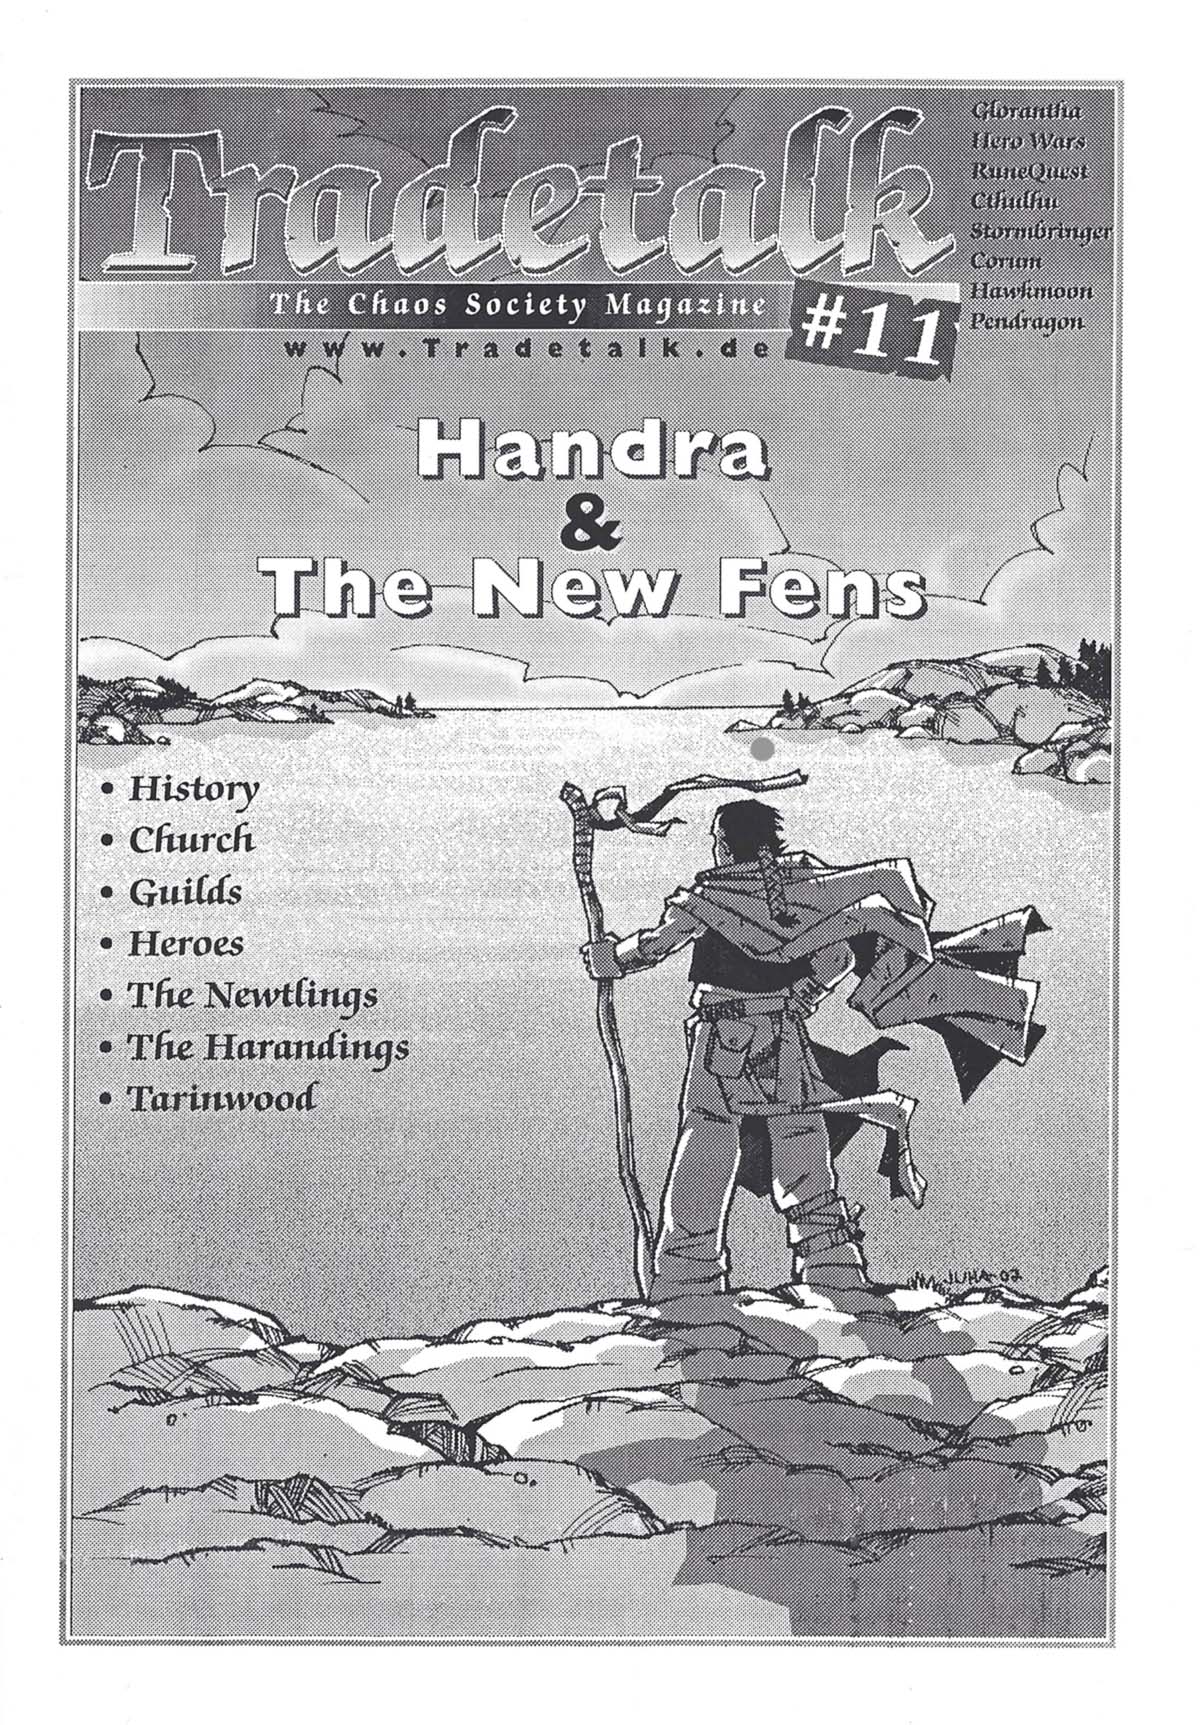 Tradetalk
The Chaos Society Magazine
#11
www.Tradetalk.de
Glorantha
Hero Wars
RuneQuest
Cthulhu
Stormbringer
Corum
Hawkmoon
Pendragon
Handra
&
The New Fens
• History
• Church
• Guilds
• Heroes
• The Newtlings
• The Harandings
• Tarinwood
JUHA-02